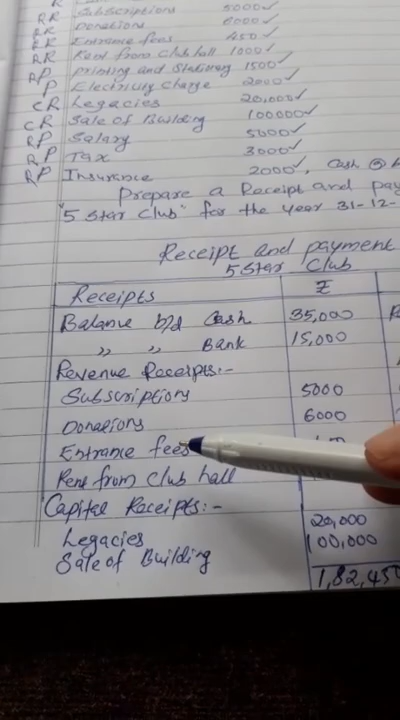 R
RR Subscriptions 5000✓
RR Donations 6000✓
RR Entrance fees 450✓
RR Rent from Club hall 1000✓
RP printing and Stationery 1500✓
P Electricity Charge 2000✓
CR Legacies 20,000✓
CR Sale of Building 100000✓
RP Salary 5000✓
RP Tax 3000✓
RP Insurance 2000✓, Cash @
Prepare a Receipt and pay
"5 Star Club" for the year 31-12-
Receipt and payment
5 Star Club
Receipts ₹
Balance b/d Cash 35,000
,, ,, Bank 15,000
Revenue Receipts:-
Subscriptions 5000
Donations 6000
Entrance fees
Rent from Club hall
Capital Receipts:-
Legacies 20,000
Sale of Building 100,000
1,82,450